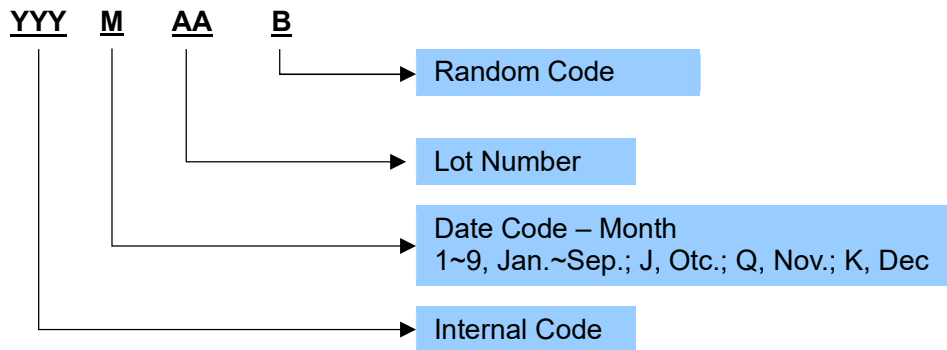 YYY M AA B
Random Code
Lot Number
Date Code – Month
1~9, Jan.~Sep.; J, Otc.; Q, Nov.; K, Dec
Internal Code